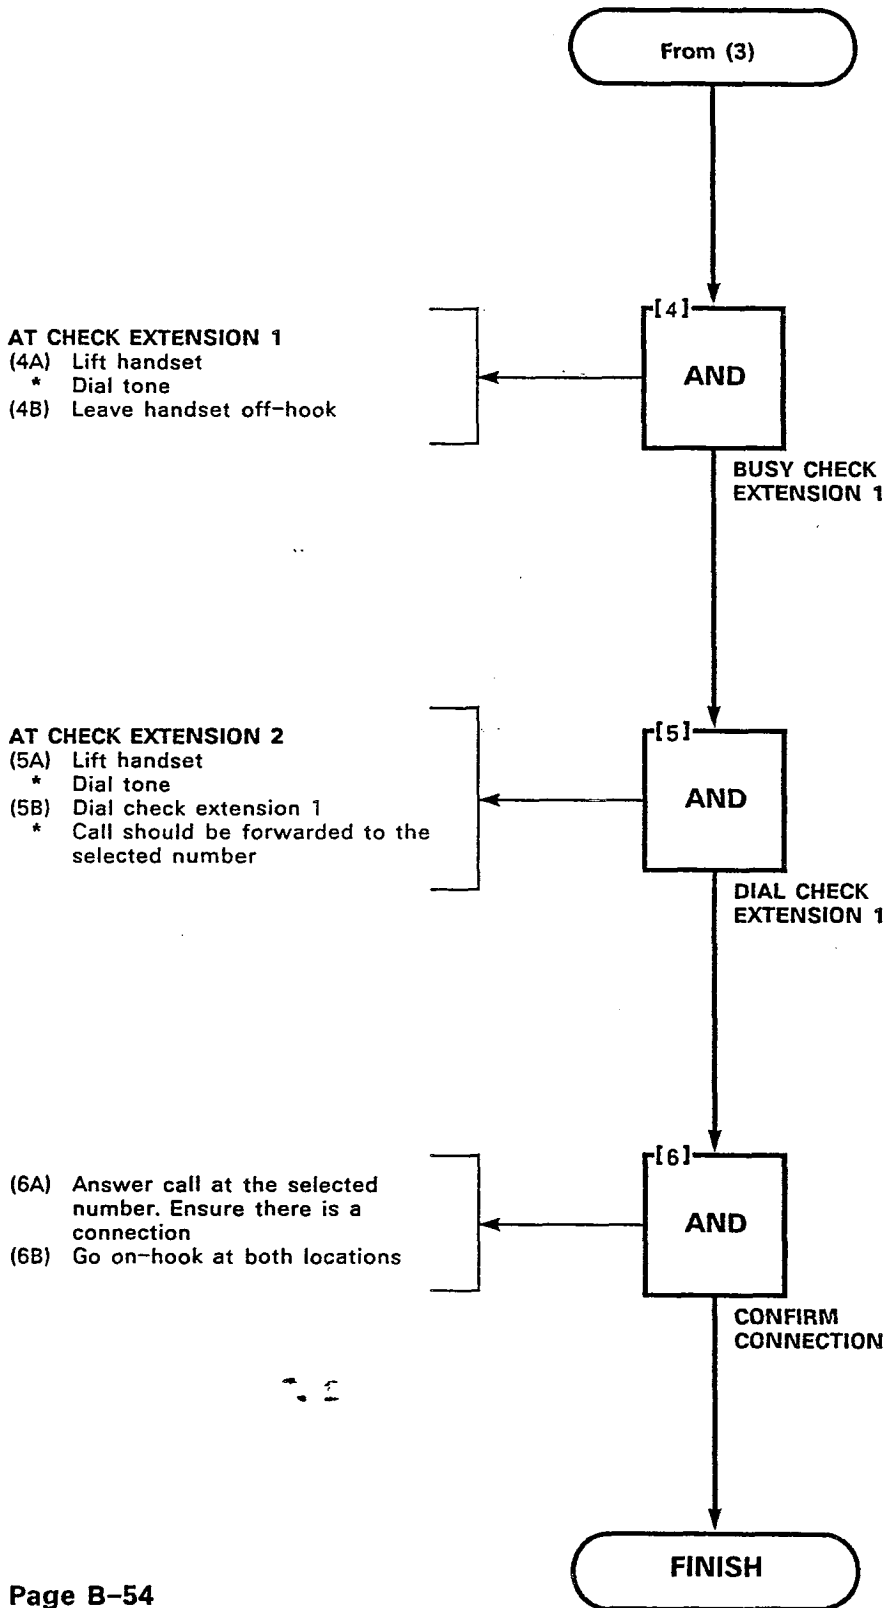 From (3)
[4]
AND
AT CHECK EXTENSION 1
(4A) Lift handset
* Dial tone
(4B) Leave handset off-hook
BUSY CHECK
EXTENSION 1
[5]
AND
AT CHECK EXTENSION 2
(5A) Lift handset
* Dial tone
(5B) Dial check extension 1
* Call should be forwarded to the
selected number
DIAL CHECK
EXTENSION 1
[6]
AND
(6A) Answer call at the selected
number. Ensure there is a
connection
(6B) Go on-hook at both locations
CONFIRM
CONNECTION
FINISH
Page B-54